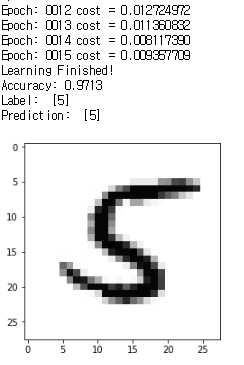 Epoch: 0012 cost = 0.012724972
Epoch: 0013 cost = 0.011360832
Epoch: 0014 cost = 0.008117390
Epoch: 0015 cost = 0.009357709
Learning Finished!
Accuracy: 0.9713
Label:  [5]
Prediction:  [5]
0
5
10
15
20
25
0 5 10 15 20 25